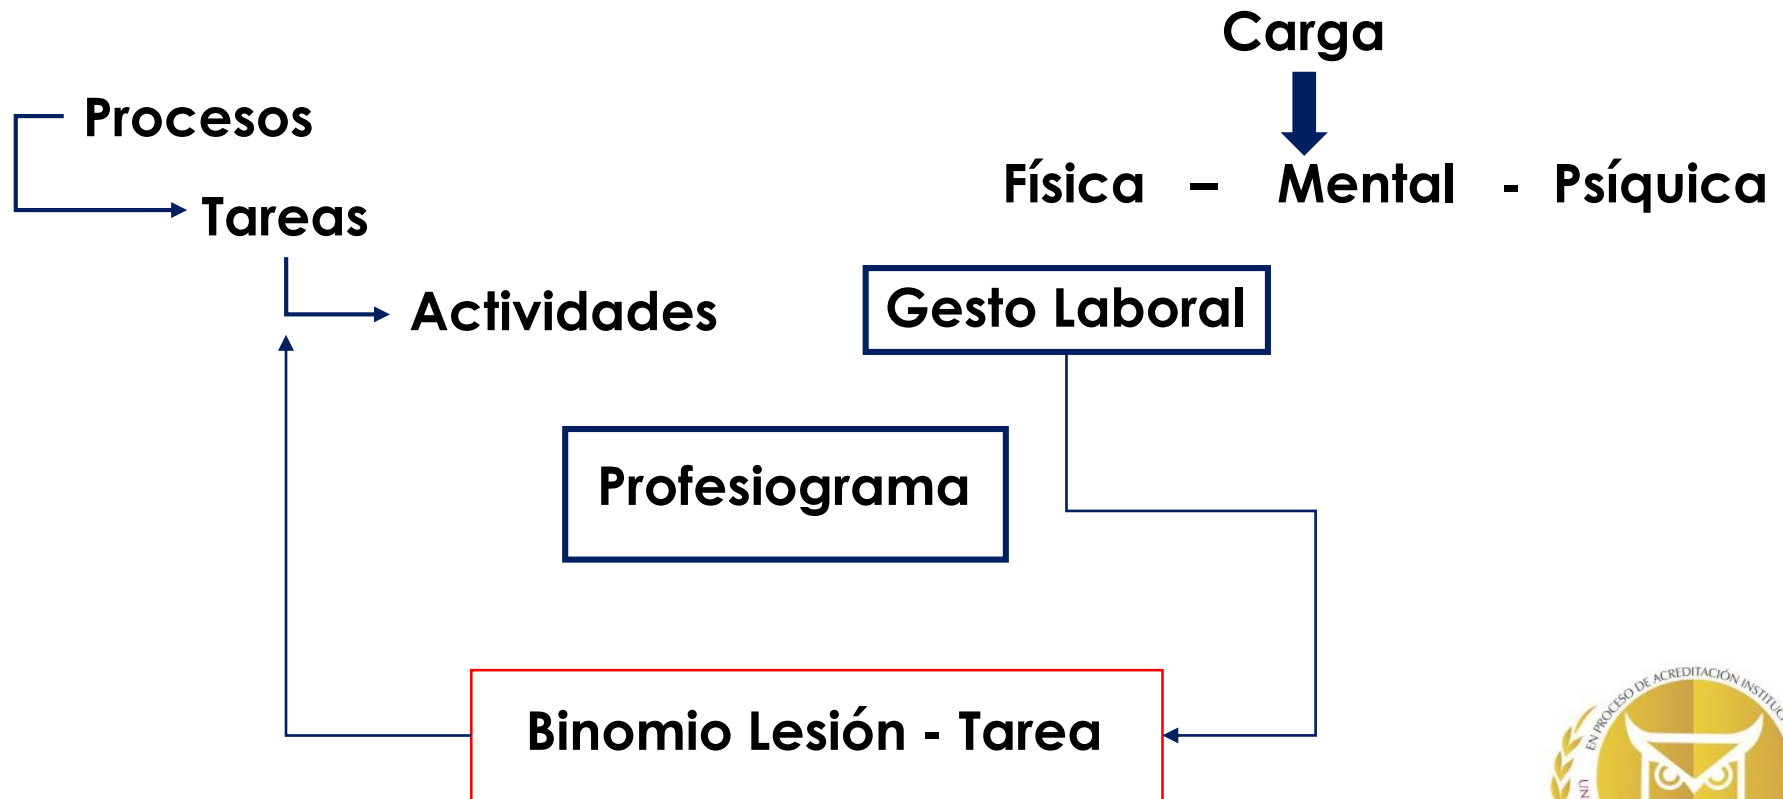 Carga
Procesos
Física – Mental - Psíquica
Tareas
Actividades
Gesto Laboral
Profesiograma
Binomio Lesión - Tarea
EN PROCESO DE ACREDITACIÓN